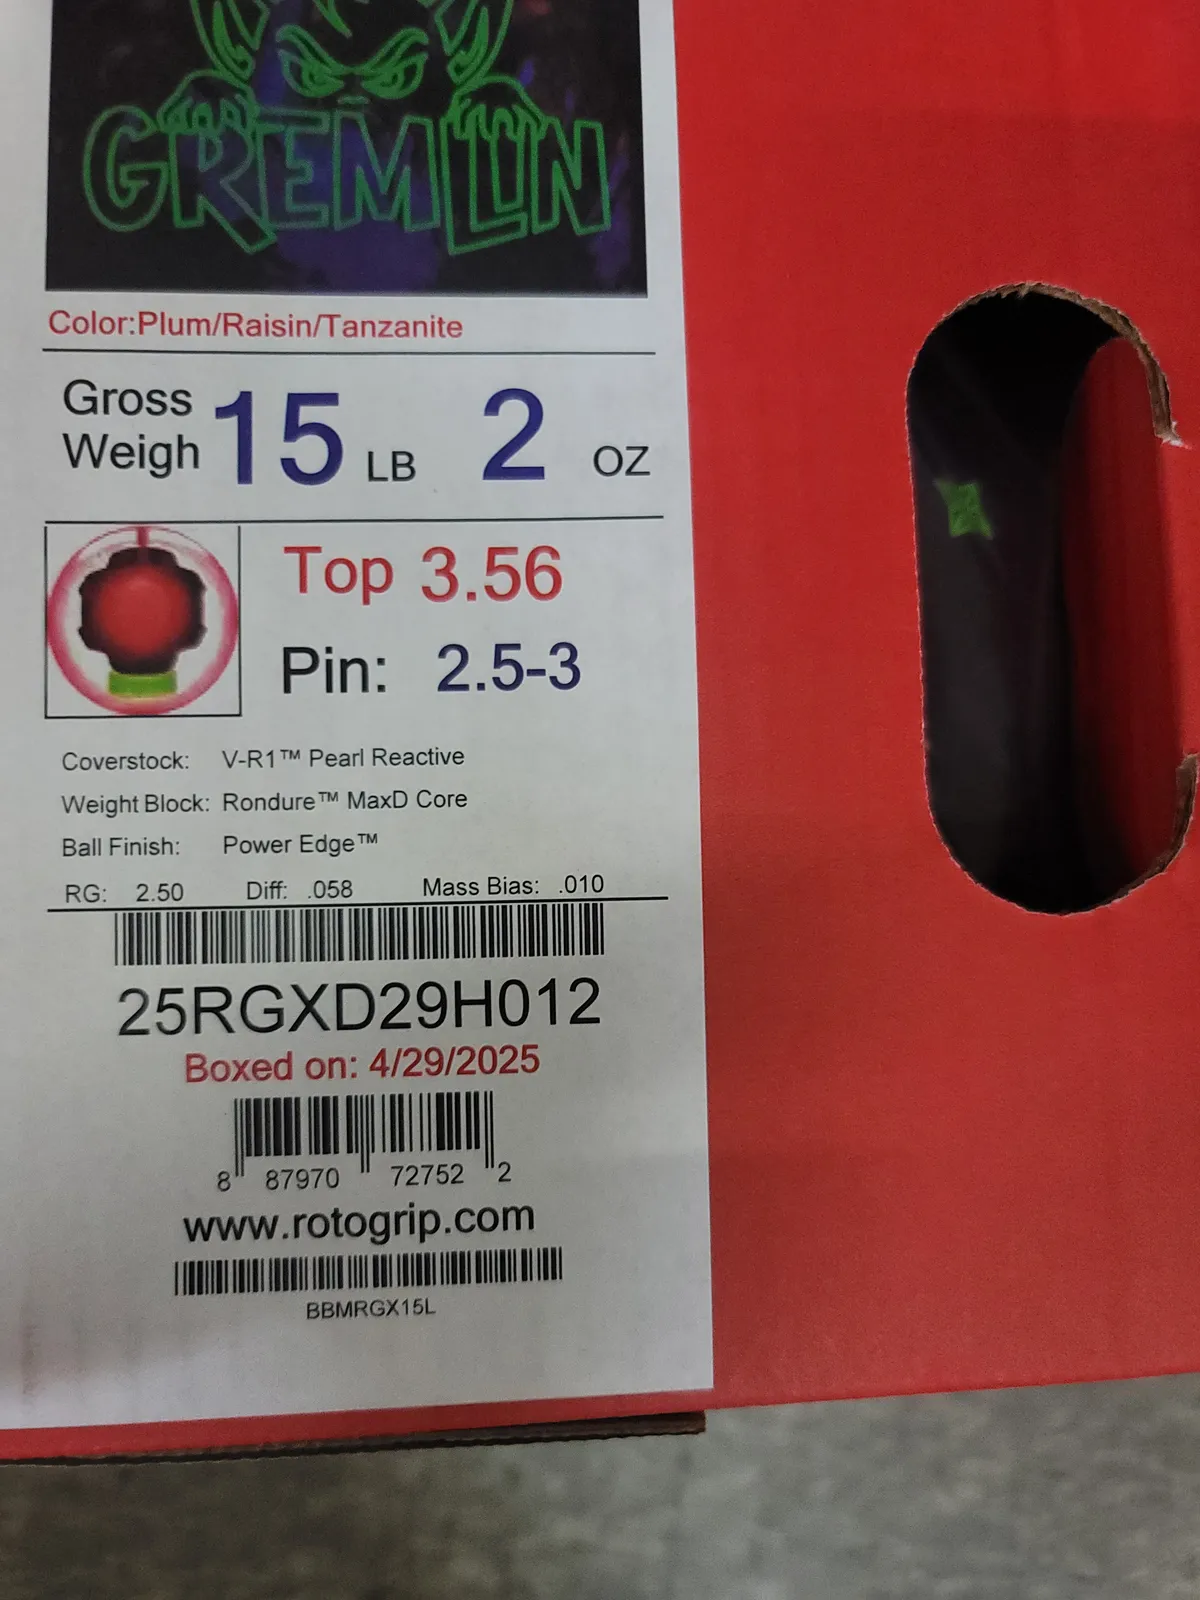 GREMLIN
Color:Plum/Raisin/Tanzanite
Gross Weigh 15 LB 2 OZ
Top 3.56
Pin: 2.5-3
Coverstock: V-R1™ Pearl Reactive
Weight Block: Rondure™ MaxD Core
Ball Finish: Power Edge™
RG: 2.50 Diff: .058 Mass Bias: .010
25RGXD29H012
Boxed on: 4/29/2025
8 87970 72752 2
www.rotogrip.com
BBMRGX15L